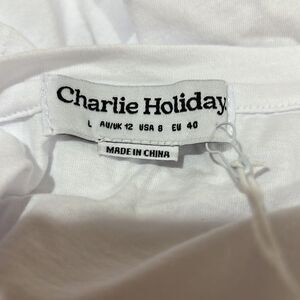 Charlie Holiday.
L AU/UK 12 USA 8 EU 40
MADE IN CHINA